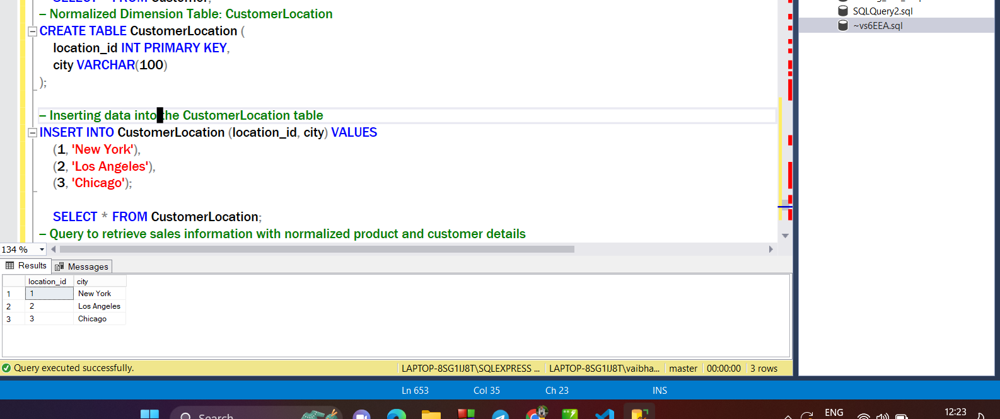 SELECT * FROM Customer;
– Normalized Dimension Table: CustomerLocation
CREATE TABLE CustomerLocation (
location_id INT PRIMARY KEY,
city VARCHAR(100)
);
– Inserting data into the CustomerLocation table
INSERT INTO CustomerLocation (location_id, city) VALUES
(1, 'New York'),
(2, 'Los Angeles'),
(3, 'Chicago');
SELECT * FROM CustomerLocation;
– Query to retrieve sales information with normalized product and customer details
134 %
Results
Messages
location_id city
1 1 New York
2 2 Los Angeles
3 3 Chicago
Query executed successfully.
LAPTOP-8SG1IJ8T\SQLEXPRESS ...
LAPTOP-8SG1IJ8T\vaibha...
master
00:00:00
3 rows
SQLQuery2.sql
~vs6EEA.sql
Ln 653
Col 35
Ch 23
INS
Search
ENG
12:23